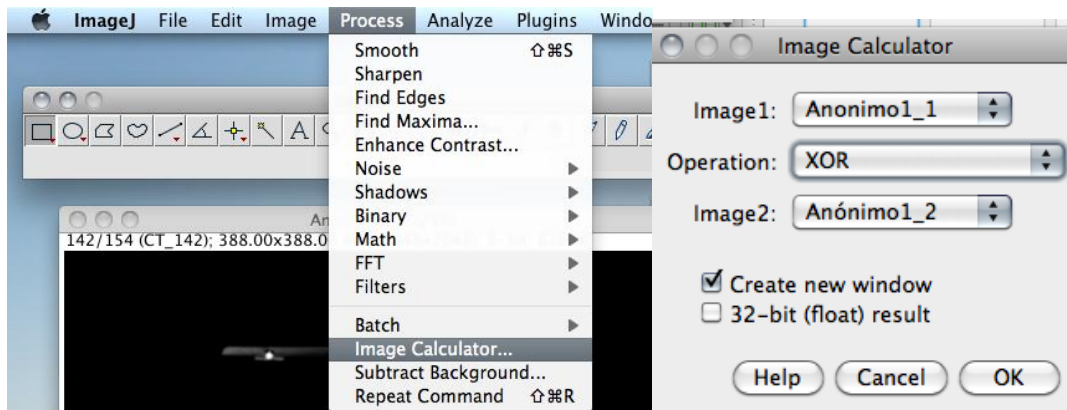 ImageJ File Edit Image Process Analyze Plugins
Smooth ⇧⌘S
Sharpen
Find Edges
Find Maxima...
Enhance Contrast...
Noise
Shadows
Binary
Math
FFT
Filters
Batch
Image Calculator...
Subtract Background...
Repeat Command ⇧⌘R
A
142/154 (CT_142); 388.00x388.0
Image Calculator
Image1: Anonimo1_1
Operation: XOR
Image2: Anónimo1_2
Create new window
32-bit (float) result
Help Cancel OK